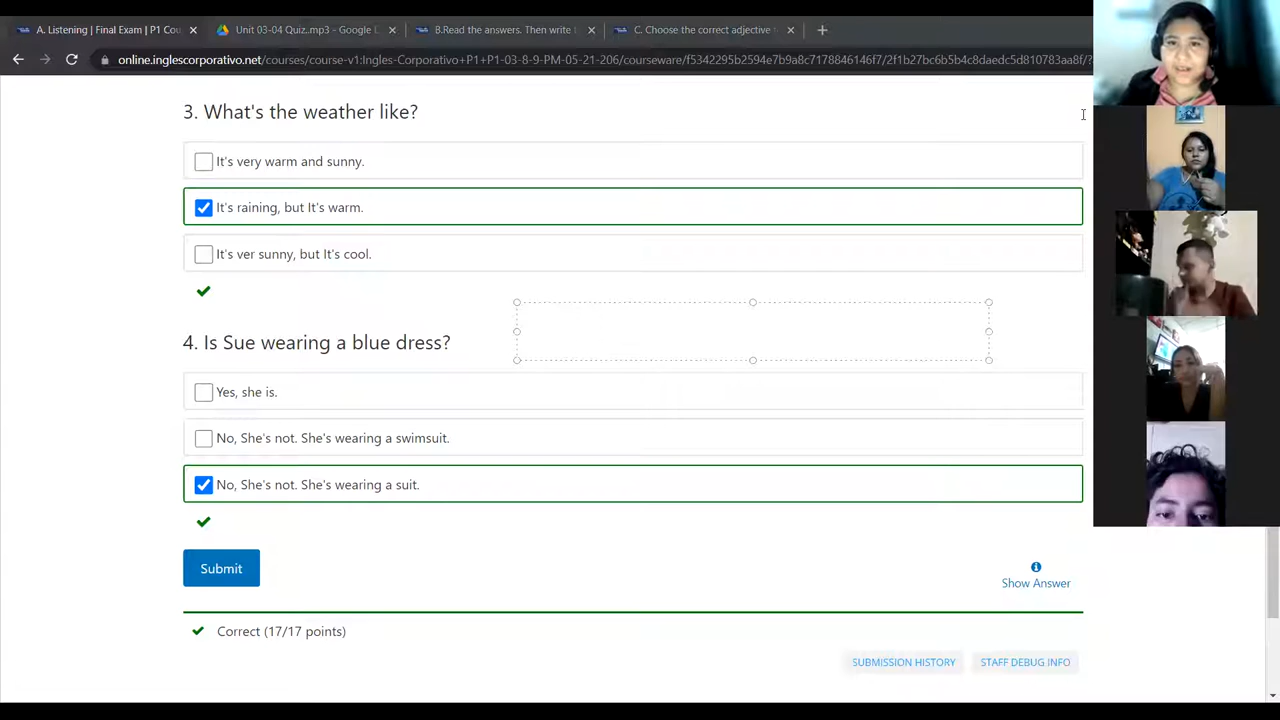 A. Listening | Final Exam | P1 Cou
Unit 03-04 Quiz..mp3 - Google D
B.Read the answers. Then write t
C. Choose the correct adjective
online.inglescorporativo.net/courses/course-v1:Ingles-Corporativo+P1+P1-03-8-9-PM-05-21-206/courseware/f5342295b2594e7b9a8c7178846146f7/2f1b27bc6b5b4c8daedc5d810783aa8f/?
3. What's the weather like?
It's very warm and sunny.
It's raining, but It's warm.
It's ver sunny, but It's cool.
4. Is Sue wearing a blue dress?
Yes, she is.
No, She's not. She's wearing a swimsuit.
No, She's not. She's wearing a suit.
Submit
Show Answer
Correct (17/17 points)
SUBMISSION HISTORY
STAFF DEBUG INFO